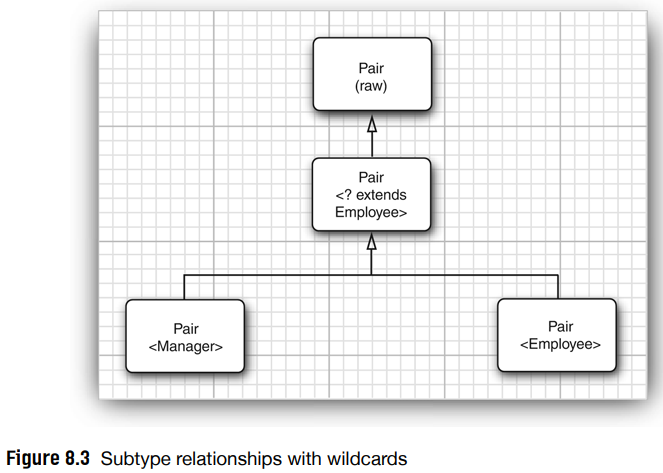 Pair
(raw)
Pair
<? extends
Employee>
Pair
<Manager>
Pair
<Employee>
Figure 8.3 Subtype relationships with wildcards